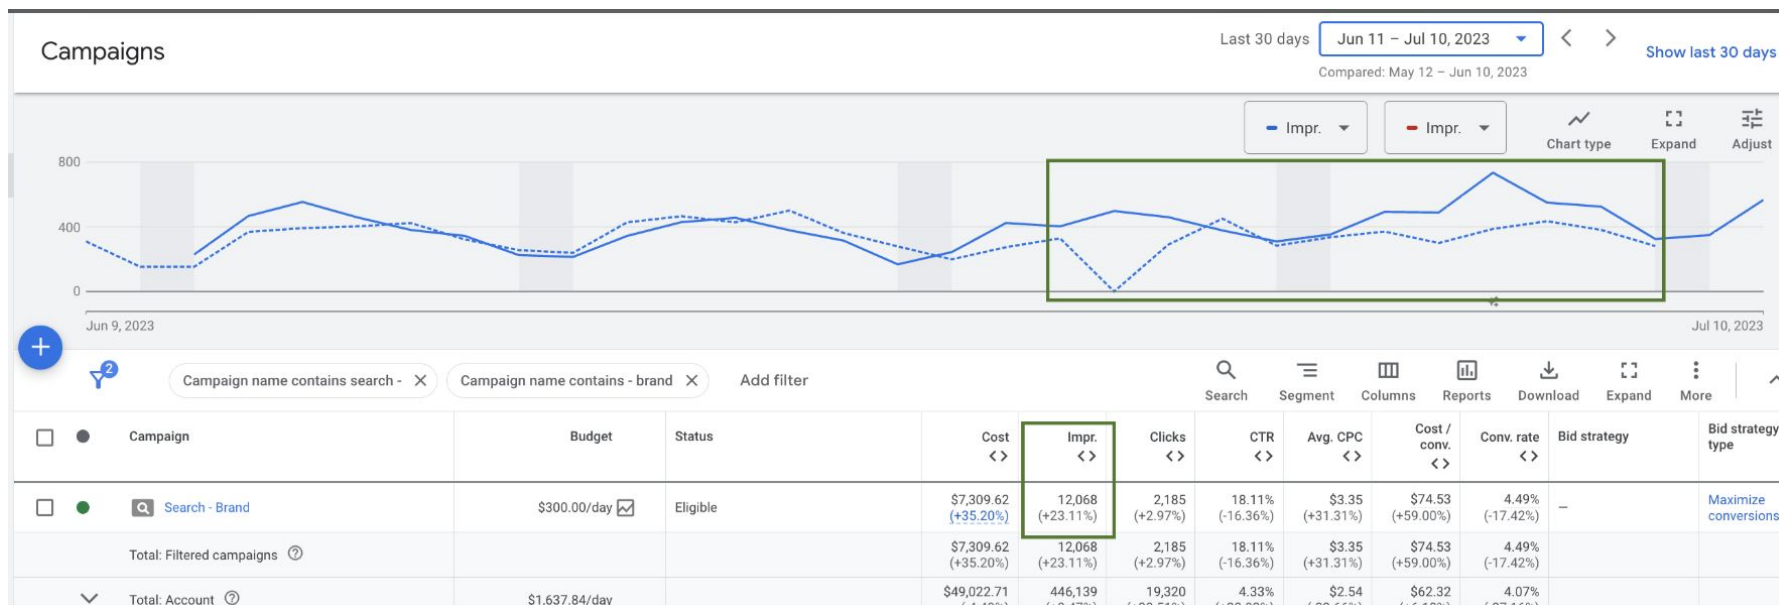 Campaigns
Last 30 days Jun 11 – Jul 10, 2023 Show last 30 days
Compared: May 12 – Jun 10, 2023
Impr. Impr. Chart type Expand Adjust
800
400
0
Jun 9, 2023 Jul 10, 2023
2 Campaign name contains search - Campaign name contains - brand Add filter
Search Segment Columns Reports Download Expand More
Campaign Budget Status Cost Impr. Clicks CTR Avg. CPC Cost / conv. Conv. rate Bid strategy Bid strategy type
Search - Brand $300.00/day Eligible $7,309.62 12,068 2,185 18.11% $3.35 $74.53 4.49% – Maximize conversions
(+35.20%) (+23.11%) (+2.97%) (-16.36%) (+31.31%) (+59.00%) (-17.42%)
Total: Filtered campaigns $7,309.62 12,068 2,185 18.11% $3.35 $74.53 4.49%
(+35.20%) (+23.11%) (+2.97%) (-16.36%) (+31.31%) (+59.00%) (-17.42%)
Total: Account $1,637.84/day $49,022.71 446,139 19,320 4.33% $2.54 $62.32 4.07%